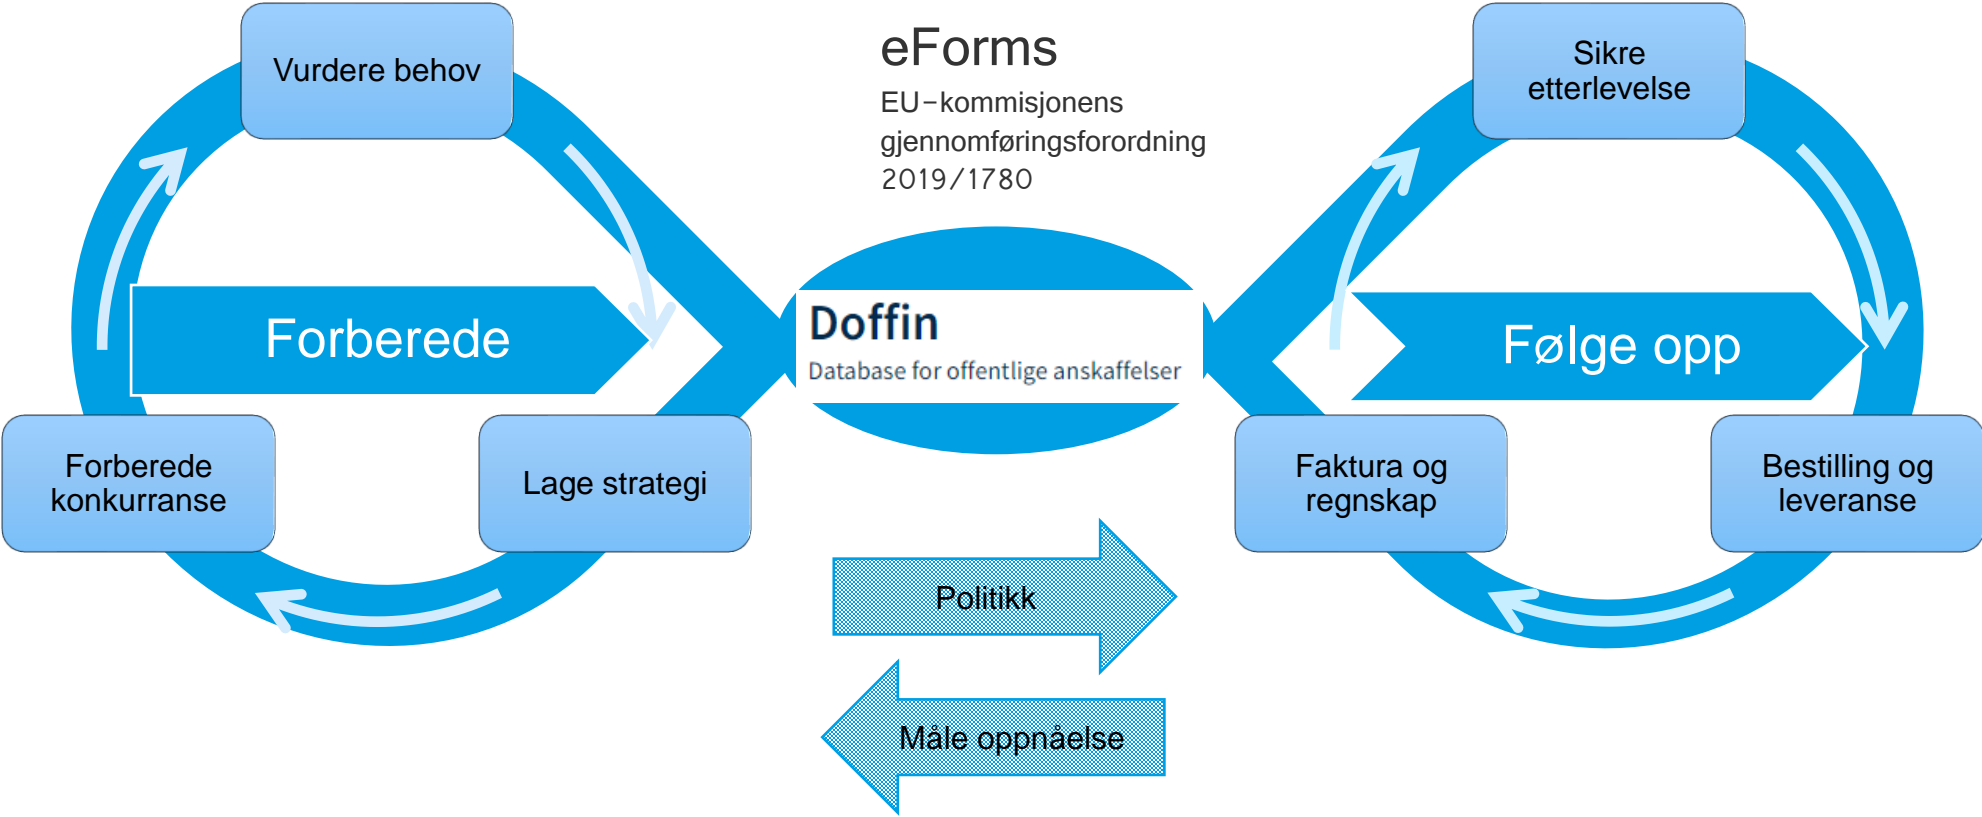 Vurdere behov
Forberede
Forberede
konkurranse
Lage strategi
eForms
EU-kommisjonens
gjennomføringsforordning
2019/1780
Doffin
Database for offentlige anskaffelser
Politikk
Måle oppnåelse
Sikre
etterlevelse
Følge opp
Faktura og
regnskap
Bestilling og
leveranse